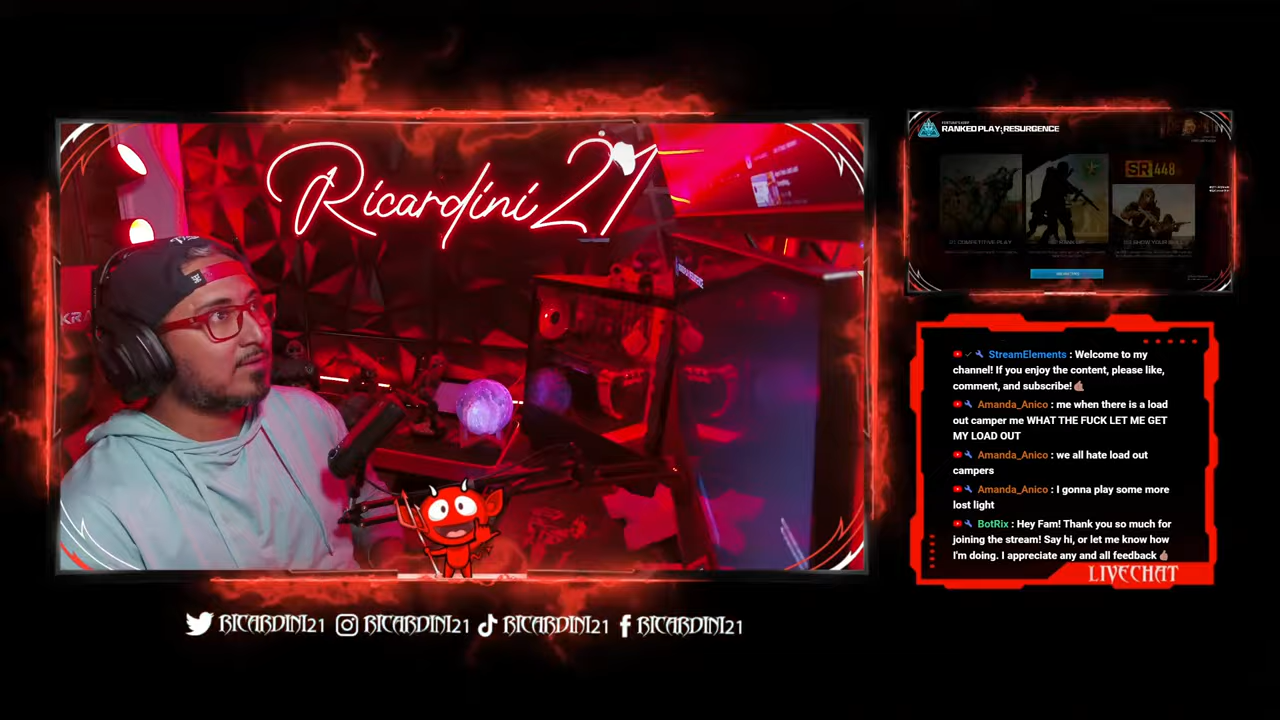 Ricardini21
KRA
RANKED PLAY: RESURGENCE
SR 448
StreamElements : Welcome to my
channel! If you enjoy the content, please like,
comment, and subscribe!
Amanda_Anico : me when there is a load
out camper me WHAT THE FUCK LET ME GET
MY LOAD OUT
Amanda_Anico : we all hate load out
campers
Amanda_Anico : I gonna play some more
lost light
BotRix : Hey Fam! Thank you so much for
joining the stream! Say hi, or let me know how
I'm doing. I appreciate any and all feedback
LIVECHAT
RICARDINI21 RICARDINI21 RICARDINI21 RICARDINI21